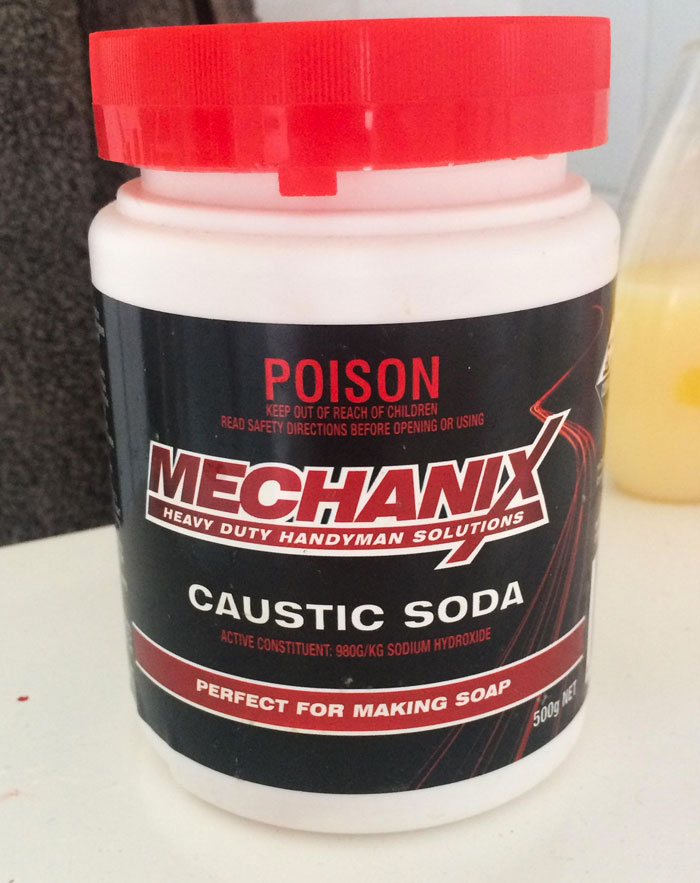 POISON
KEEP OUT OF REACH OF CHILDREN
READ SAFETY DIRECTIONS BEFORE OPENING OR USING
MECHANIX
HEAVY DUTY HANDYMAN SOLUTIONS
CAUSTIC SODA
ACTIVE CONSTITUENT: 980G/KG SODIUM HYDROXIDE
PERFECT FOR MAKING SOAP
500g NET